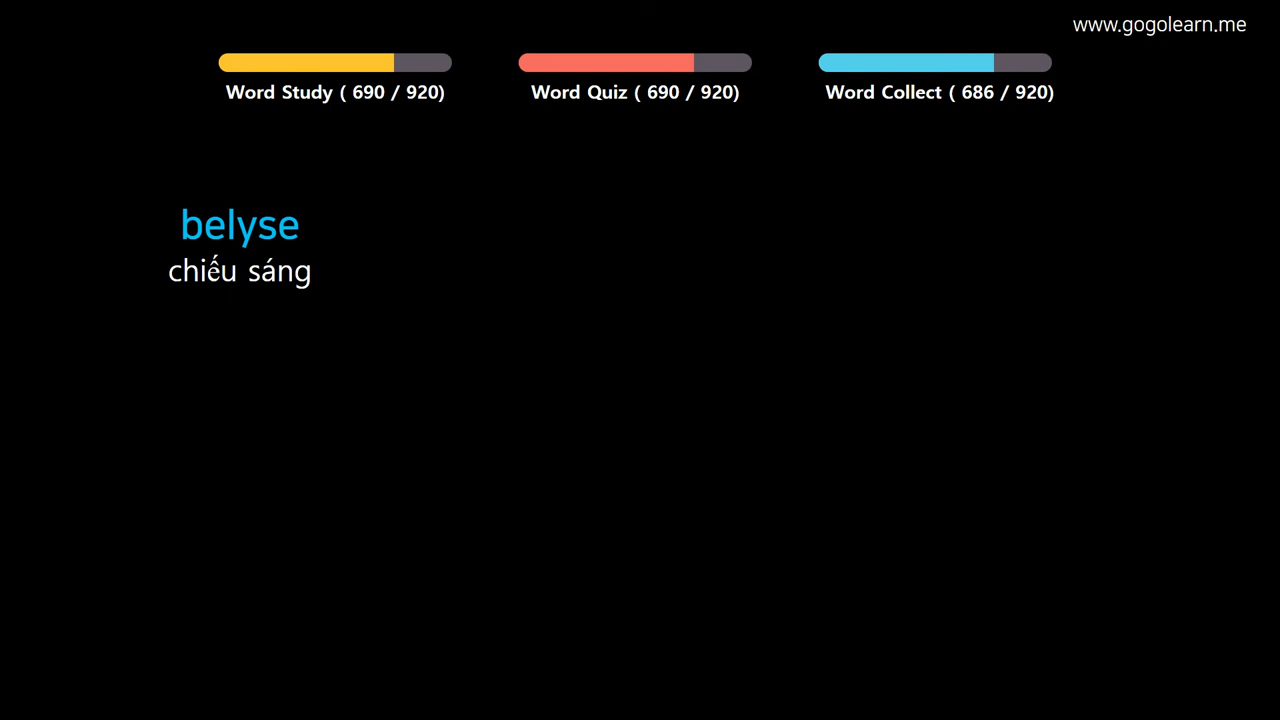 www.gogolearn.me
Word Study ( 690 / 920)
Word Quiz ( 690 / 920)
Word Collect ( 686 / 920)
belyse
chiếu sáng